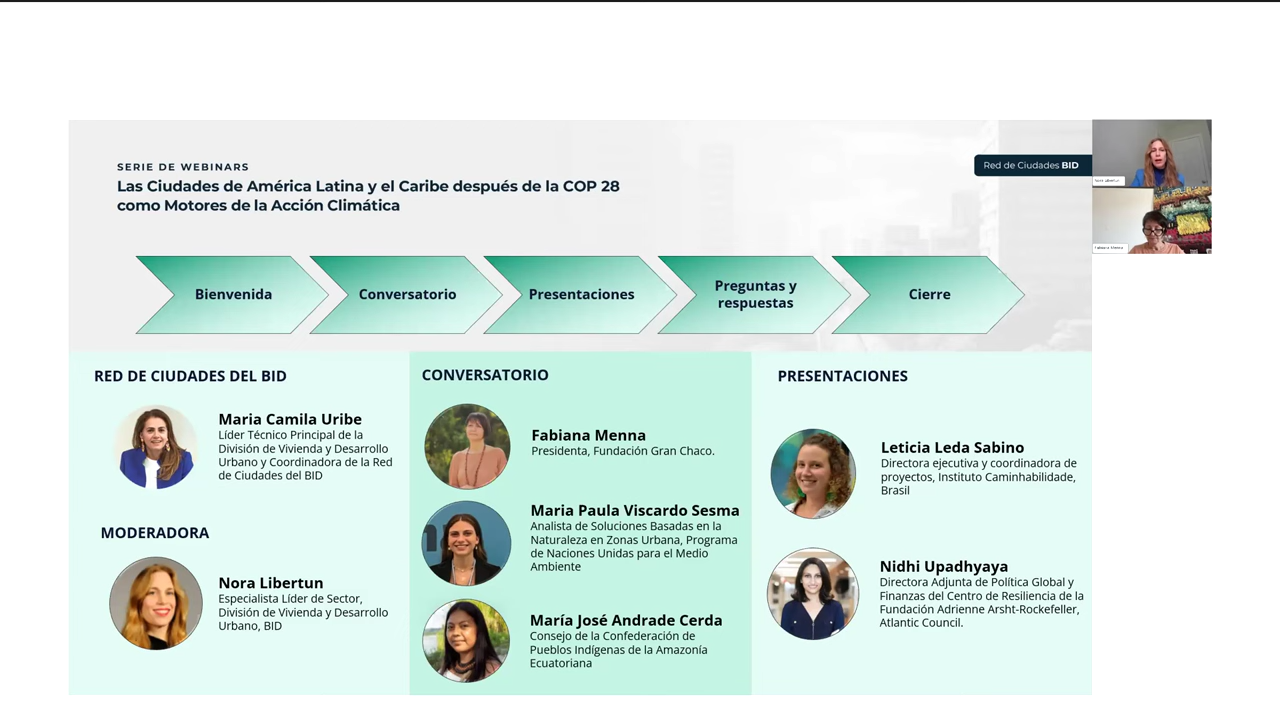 SERIE DE WEBINARS
Las Ciudades de América Latina y el Caribe después de la COP 28
como Motores de la Acción Climática
Red de Ciudades BID
Bienvenida
Conversatorio
Presentaciones
Preguntas y
respuestas
Cierre
RED DE CIUDADES DEL BID
Maria Camila Uribe
Líder Técnico Principal de la
División de Vivienda y Desarrollo
Urbano y Coordinadora de la Red
de Ciudades del BID
MODERADORA
Nora Libertun
Especialista Líder de Sector,
División de Vivienda y Desarrollo
Urbano, BID
CONVERSATORIO
Fabiana Menna
Presidenta, Fundación Gran Chaco.
Maria Paula Viscardo Sesma
Analista de Soluciones Basadas en la
Naturaleza en Zonas Urbana, Programa
de Naciones Unidas para el Medio
Ambiente
María José Andrade Cerda
Consejo de la Confederación de
Pueblos Indígenas de la Amazonía
Ecuatoriana
PRESENTACIONES
Leticia Leda Sabino
Directora ejecutiva y coordinadora de
proyectos, Instituto Caminhabilidade,
Brasil
Nidhi Upadhyaya
Directora Adjunta de Política Global y
Finanzas del Centro de Resiliencia de la
Fundación Adrienne Arsht-Rockefeller,
Atlantic Council.